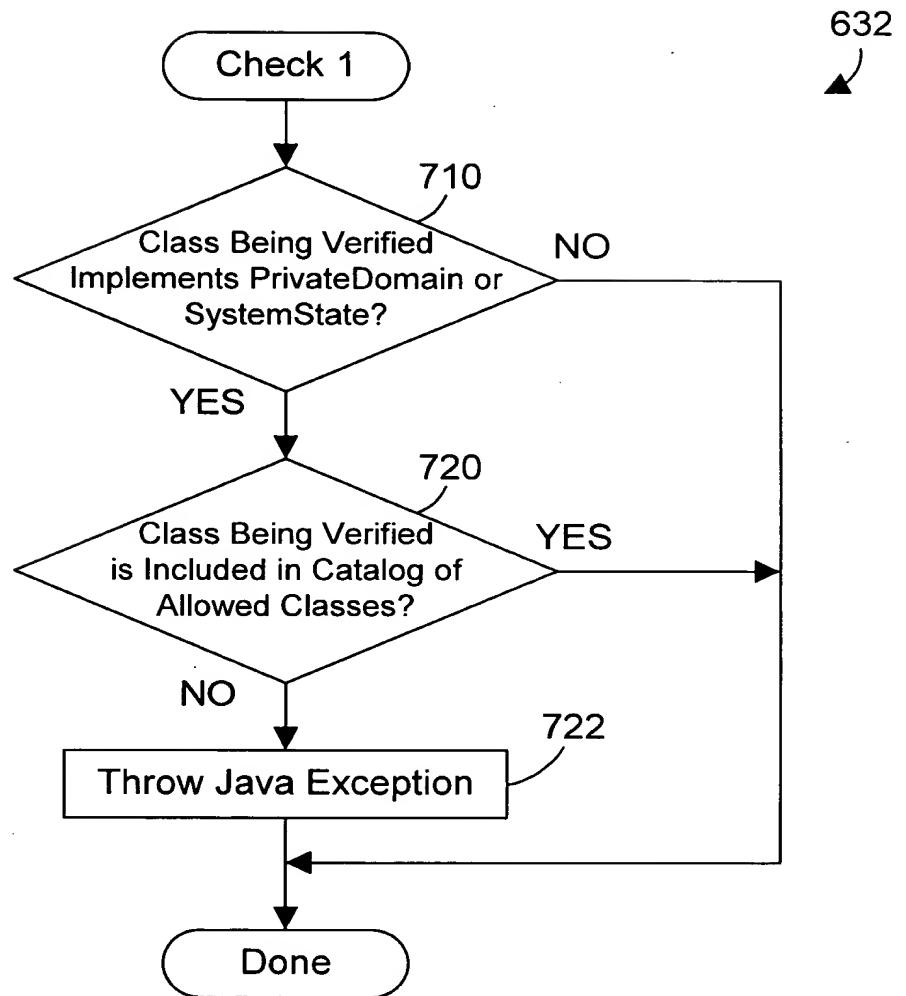 632
Check 1
710
Class Being Verified
Implements PrivateDomain or
SystemState?
NO
YES
720
Class Being Verified
is Included in Catalog of
Allowed Classes?
YES
NO
722
Throw Java Exception
Done